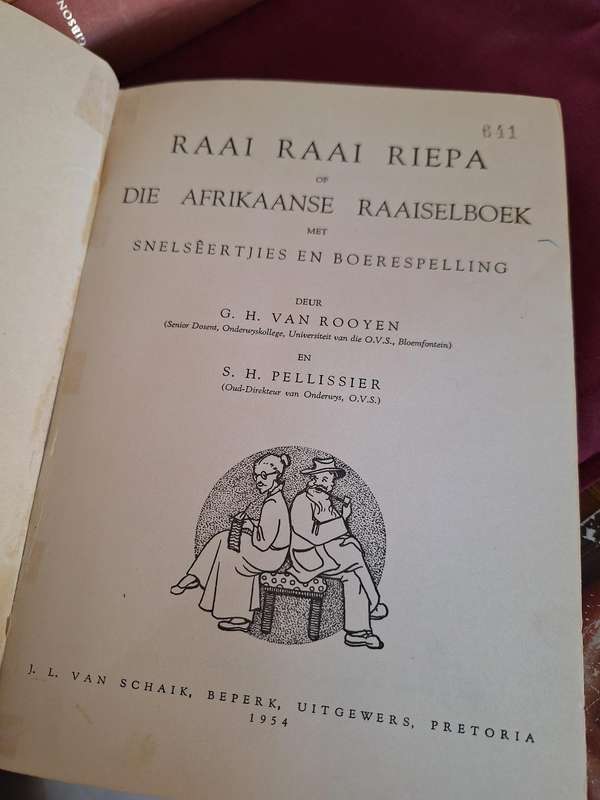 GIBSON
641
RAAI RAAI RIEPA
OF
DIE AFRIKAANSE RAAISELBOEK
MET
SNELSÊERTJIES EN BOERESPELLING
DEUR
G. H. VAN ROOYEN
(Senior Dosent, Onderwyskollege, Universiteit van die O.V.S., Bloemfontein)
EN
S. H. PELLISSIER
(Oud-Direkteur van Onderwys, O.V.S.)
J. L. VAN SCHAIK, BEPERK, UITGEWERS, PRETORIA
1954